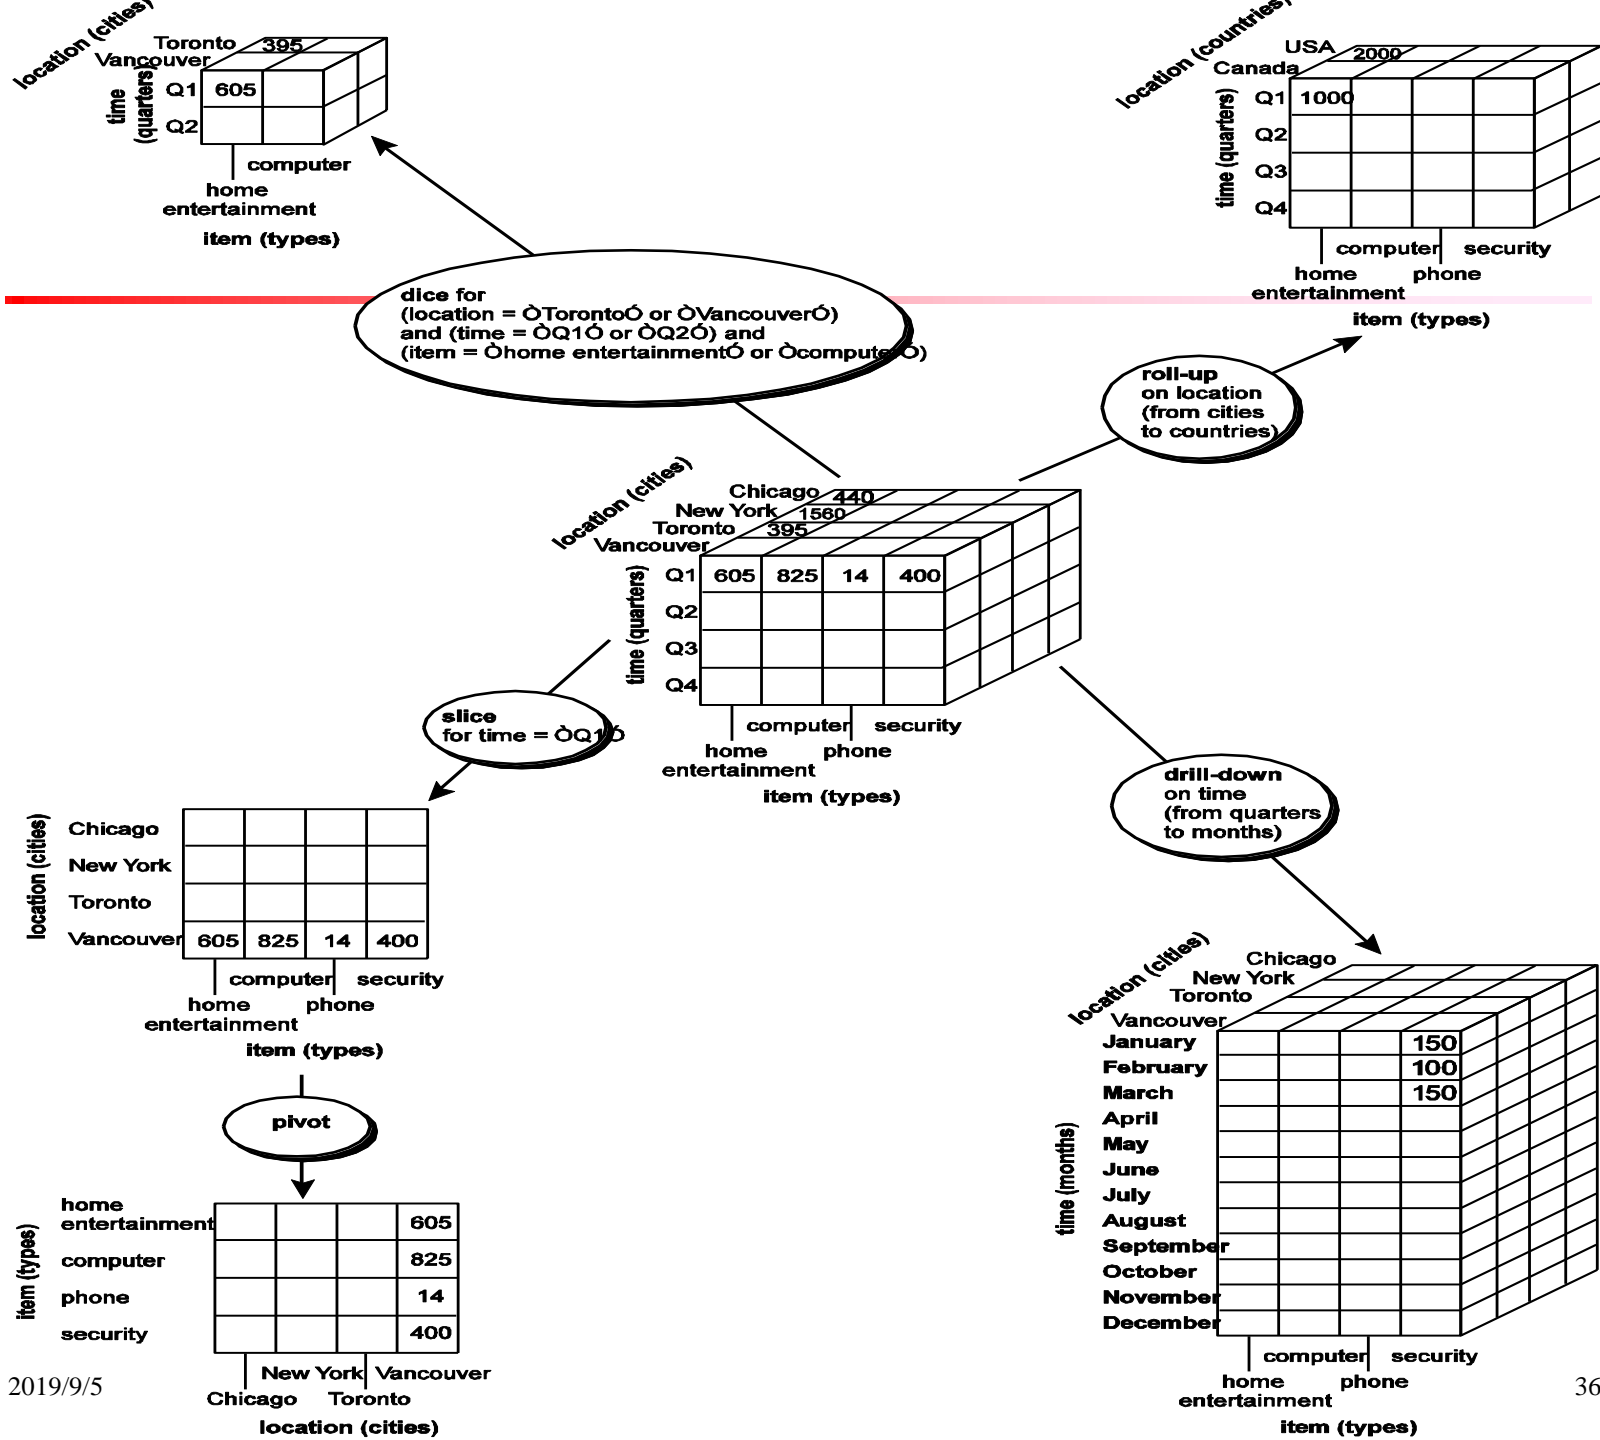 location (cities)
Toronto 395
Vancouver
time
(quarters)
Q1 605
Q2
computer
home
entertainment
item (types)
location (countries)
USA 2000
Canada
time (quarters)
Q1 1000
Q2
Q3
Q4
computer security
home phone
entertainment
item (types)
dice for
(location = ÒTorontoÓ or ÒVancouverÓ)
and (time = ÒQ1Ó or ÒQ2Ó) and
(item = Òhome entertainmentÓ or ÒcomputerÓ)
roll-up
on location
(from cities
to countries)
location (cities)
Chicago 440
New York 1560
Toronto 395
Vancouver
time (quarters)
Q1 605 825 14 400
Q2
Q3
Q4
computer security
home phone
entertainment
item (types)
slice
for time = ÒQ1Ó
drill-down
on time
(from quarters
to months)
location (cities)
Chicago
New York
Toronto
Vancouver 605 825 14 400
computer security
home phone
entertainment
item (types)
pivot
item (types)
home
entertainment 605
computer 825
phone 14
security 400
New York Vancouver
Chicago Toronto
location (cities)
location (cities)
Chicago
New York
Toronto
Vancouver
time (months)
January 150
February 100
March 150
April
May
June
July
August
September
October
November
December
computer security
home phone
entertainment
item (types)
2019/9/5
36